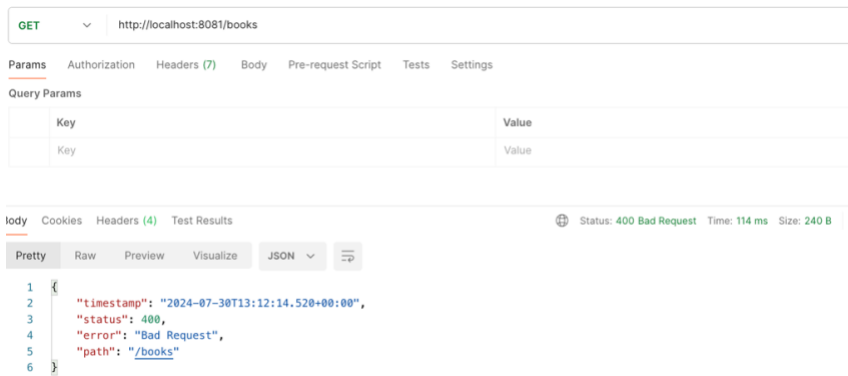 GET http://localhost:8081/books
Params Authorization Headers (7) Body Pre-request Script Tests Settings
Query Params
Key Value
Key Value
Body Cookies Headers (4) Test Results Status: 400 Bad Request Time: 114 ms Size: 240 B
Pretty Raw Preview Visualize JSON
1 {
2 "timestamp": "2024-07-30T13:12:14.520+00:00",
3 "status": 400,
4 "error": "Bad Request",
5 "path": "/books"
6 }